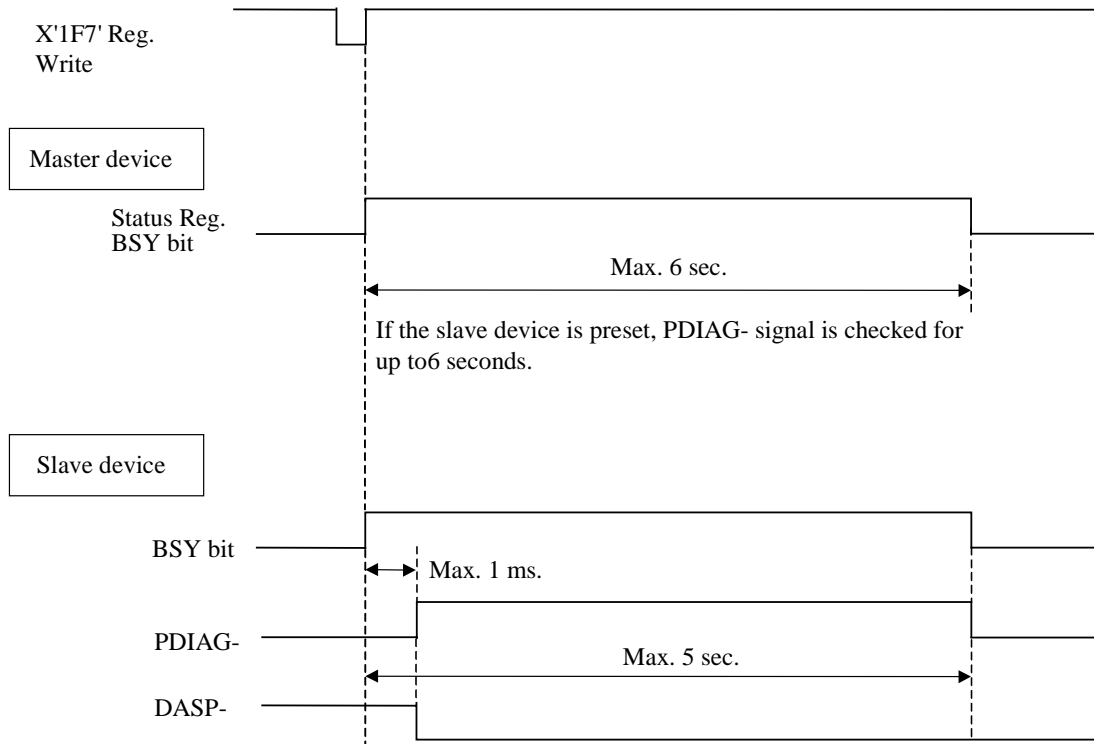 X'1F7' Reg.
Write
Master device
Status Reg.
BSY bit
Max. 6 sec.
If the slave device is preset, PDIAG- signal is checked for
up to6 seconds.
Slave device
BSY bit
Max. 1 ms.
PDIAG-
Max. 5 sec.
DASP-